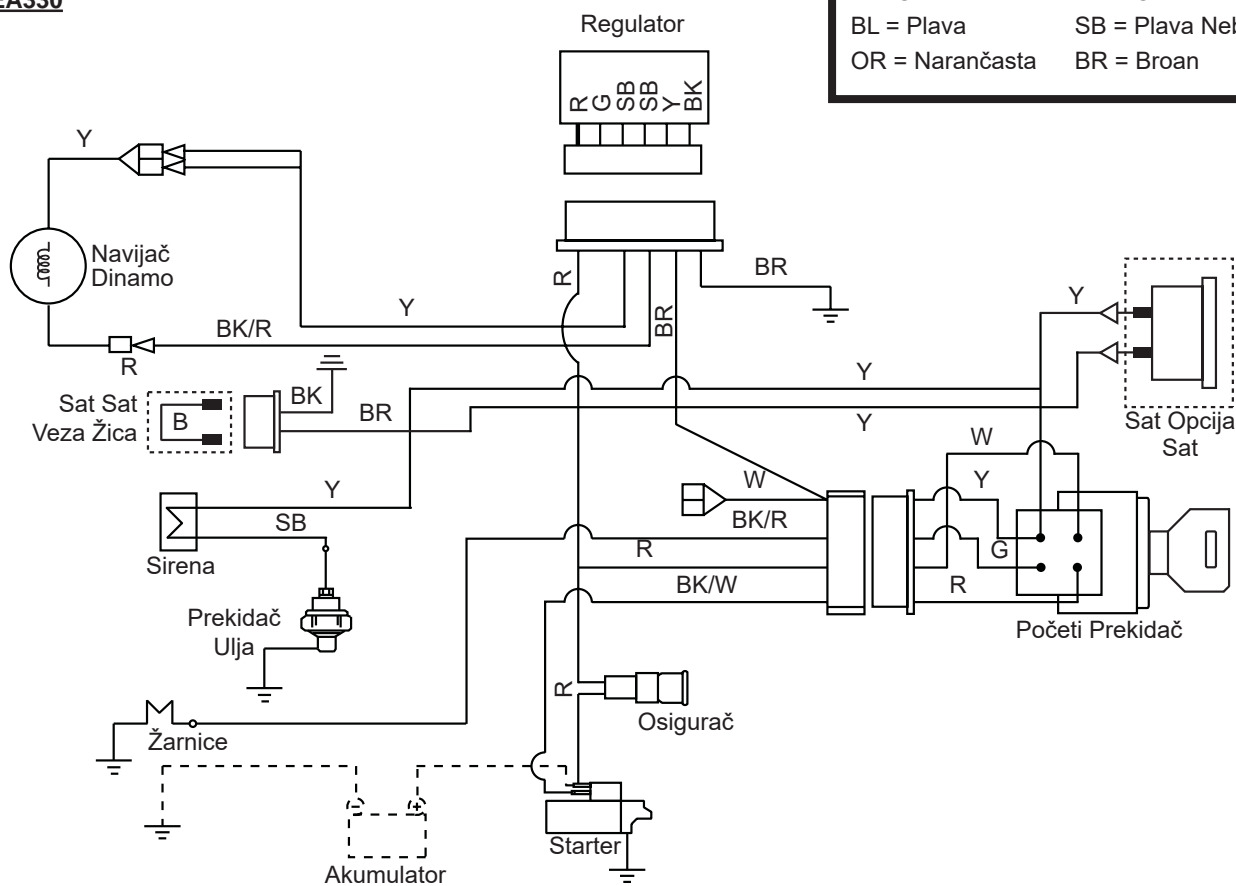 EA330
BL = Plava
SB = Plava Neb
OR = Narančasta
BR = Broan
Regulator
R
G
SB
SB
Y
BK
Y
Navijač
Dinamo
R
BR
Y
BR
BK/R
R
Y
BK
Sat Sat
Veza Žica
B
BR
Y
Y
Sat Opcija
Sat
W
Y
W
Y
BK/R
SB
G
R
Sirena
BK/W
R
Prekidač
Ulja
Početi Prekidač
R
Osigurač
Žarnice
Starter
Akumulator